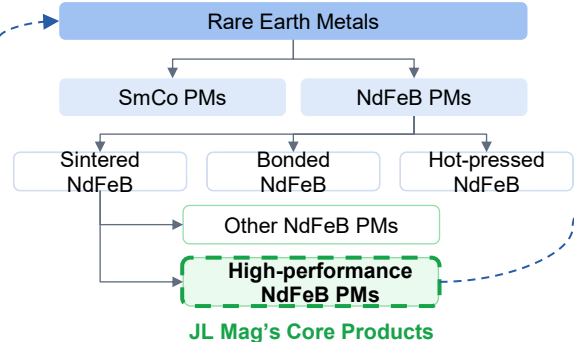 Rare Earth Metals
SmCo PMs
NdFeB PMs
Sintered
NdFeB
Bonded
NdFeB
Hot-pressed
NdFeB
Other NdFeB PMs
High-performance
NdFeB PMs
JL Mag's Core Products